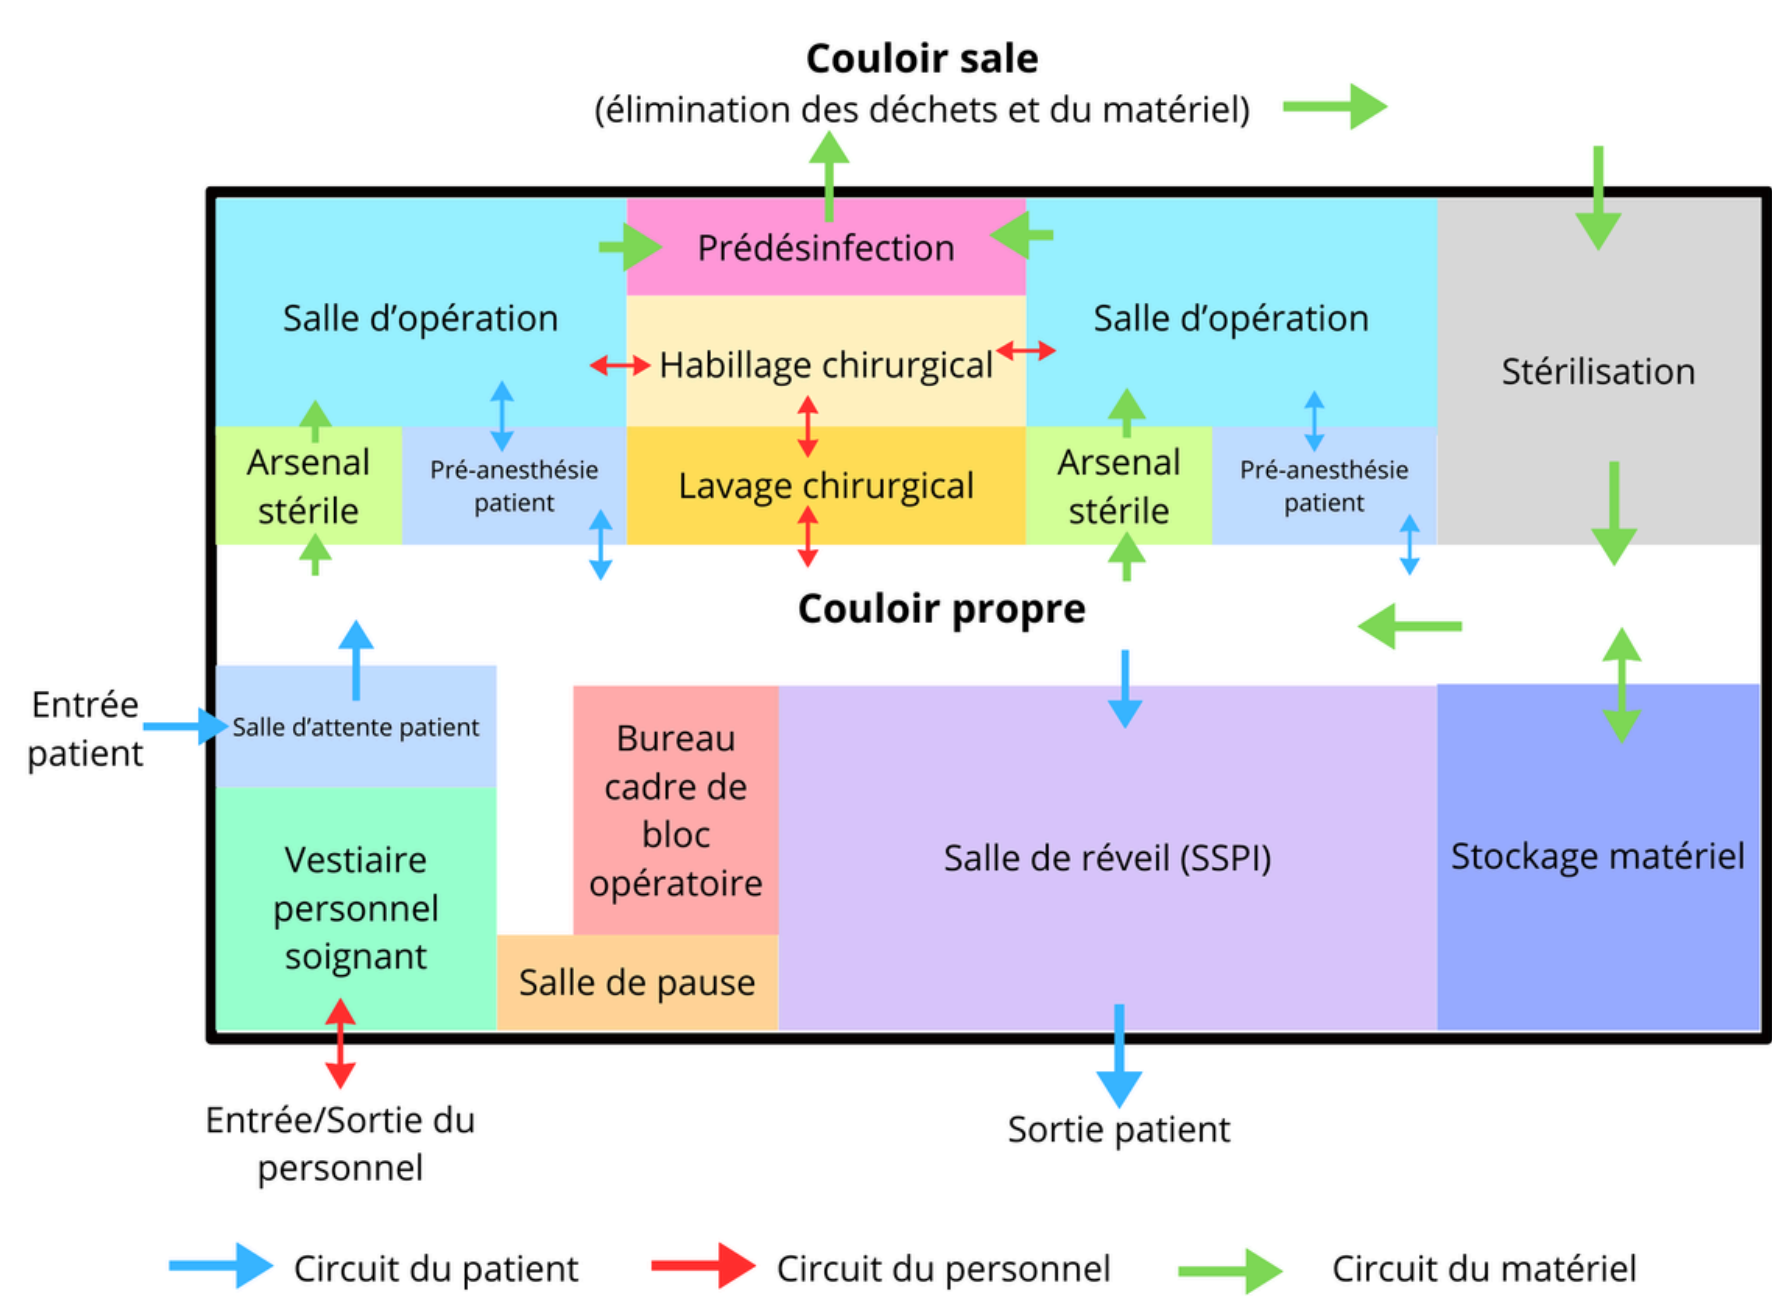 Couloir sale
(élimination des déchets et du matériel)
Prédésinfection
Salle d’opération
Salle d’opération
Habillage chirurgical
Stérilisation
Arsenal
stérile
Pré-anesthésie
patient
Lavage chirurgical
Arsenal
stérile
Pré-anesthésie
patient
Couloir propre
Entrée
patient
Salle d’attente patient
Bureau
cadre de
bloc
opératoire
Vestiaire
personnel
soignant
Salle de réveil (SSPI)
Stockage matériel
Salle de pause
Entrée/Sortie du
personnel
Sortie patient
Circuit du patient
Circuit du personnel
Circuit du matériel